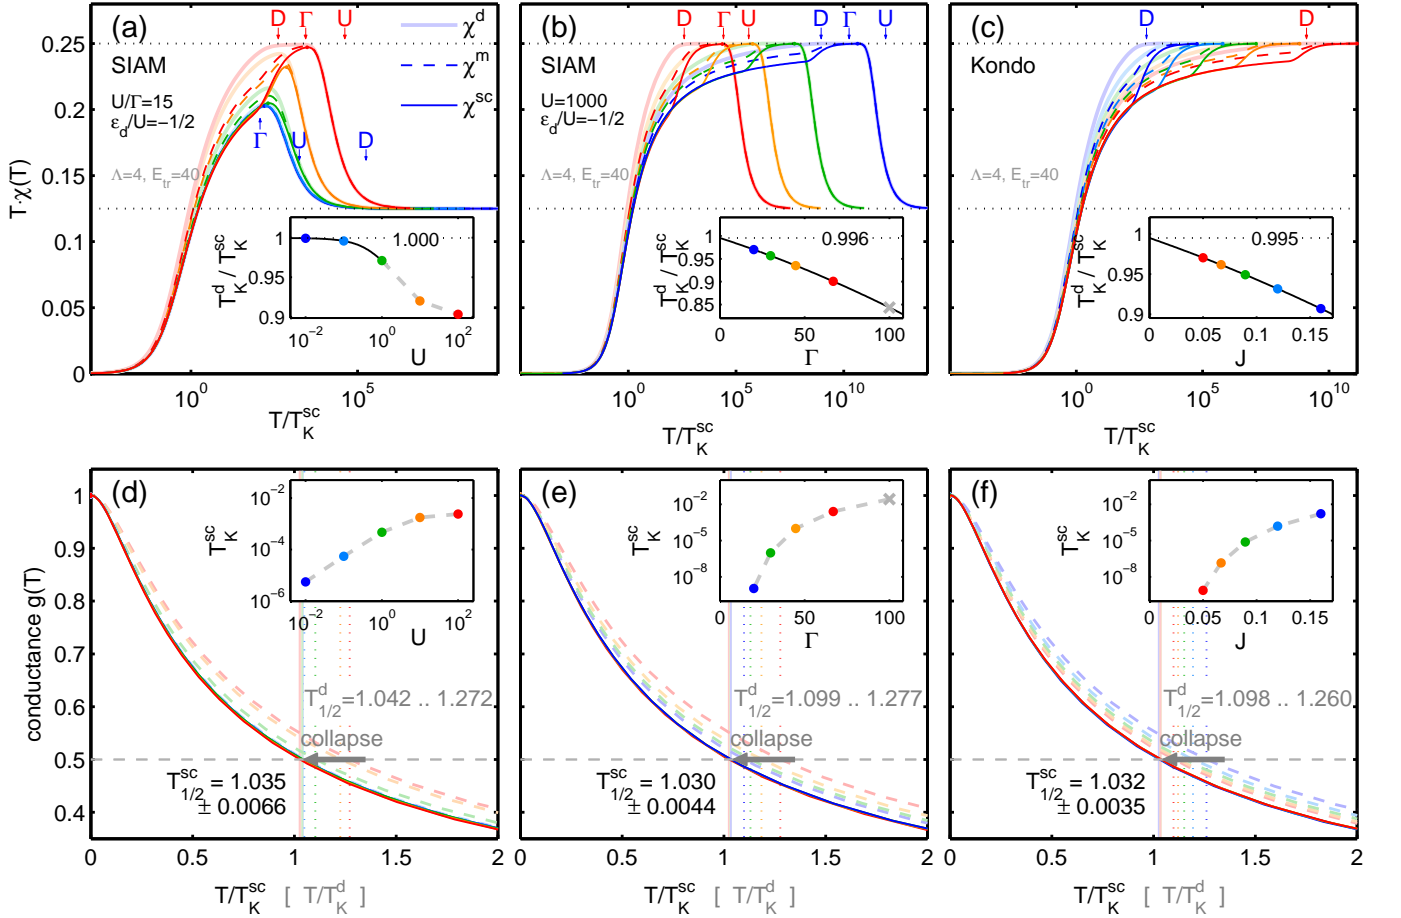 (a)
D Γ U
χ^d
χ^m
χ^sc
SIAM
U/Γ=15
ε_d/U=−1/2
Γ U D
Λ=4, E_tr=40
T·χ(T)
0.25
0.2
0.15
0.1
0.05
0
10^0 10^5
T/T_K^sc
T_K^d / T_K^sc
1
0.95
0.9
1.000
10^−2 10^0 10^2
U
(b)
D Γ U D Γ U
SIAM
U=1000
ε_d/U=−1/2
Λ=4, E_tr=40
10^0 10^5 10^10
T/T_K^sc
T_K^d / T_K^sc
1
0.95
0.9
0.85
0.996
0 50 100
Γ
(c)
D D
Kondo
Λ=4, E_tr=40
10^0 10^5 10^10
T/T_K^sc
T_K^d / T_K^sc
1
0.95
0.9
0.995
0 0.05 0.1 0.15
J
(d)
conductance g(T)
1
0.9
0.8
0.7
0.6
0.5
0.4
T_K^sc
10^−2
10^−4
10^−6
10^−2 10^0 10^2
U
T_1/2^d=1.042 .. 1.272
collapse
T_1/2^sc = 1.035
± 0.0066
0 0.5 1 1.5 2
T/T_K^sc [ T/T_K^d ]
(e)
T_K^sc
10^−2
10^−5
10^−8
0 50 100
Γ
T_1/2^d=1.099 .. 1.277
collapse
T_1/2^sc = 1.030
± 0.0044
0 0.5 1 1.5 2
T/T_K^sc [ T/T_K^d ]
(f)
T_K^sc
10^−2
10^−5
10^−8
0 0.05 0.1 0.15
J
T_1/2^d=1.098 .. 1.260
collapse
T_1/2^sc = 1.032
± 0.0035
0 0.5 1 1.5 2
T/T_K^sc [ T/T_K^d ]